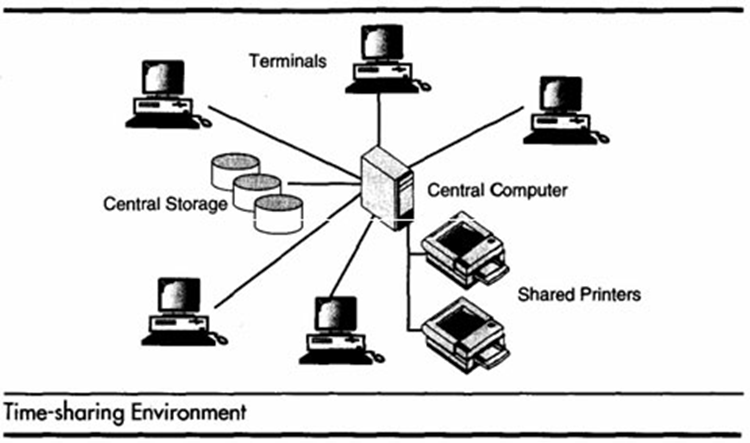 Terminals
Central Computer
Central Storage
Shared Printers
Time-sharing Environment